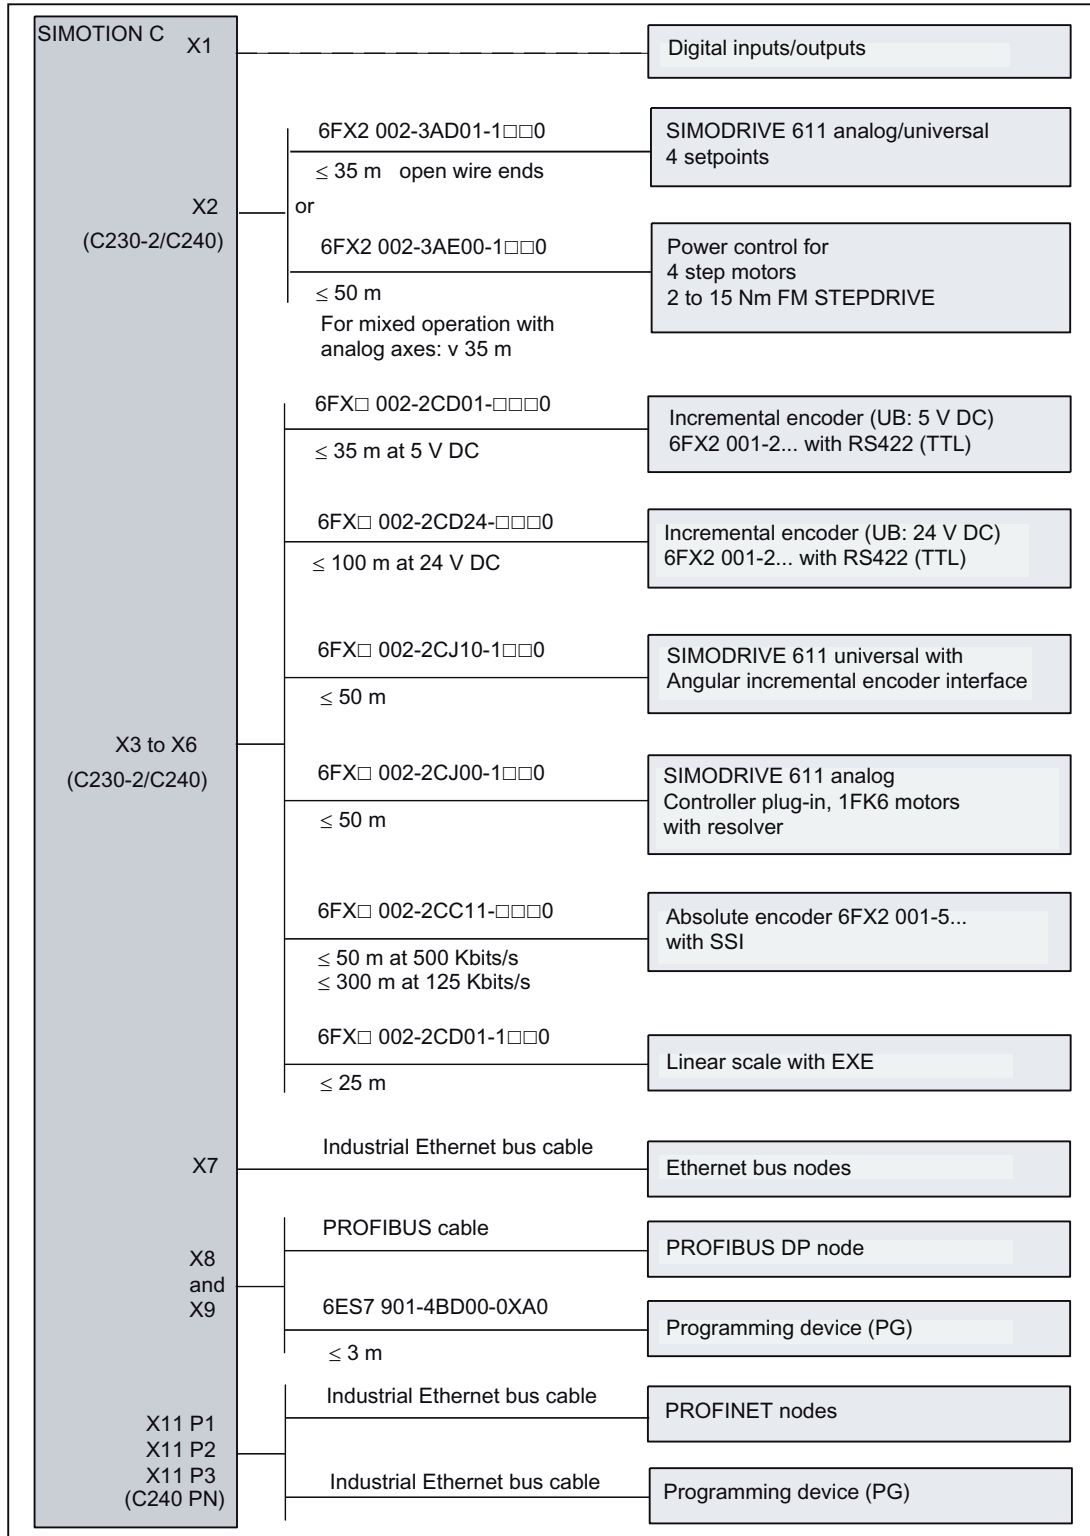 SIMOTION C
X1
Digital inputs/outputs
6FX2 002-3AD01-1□□0
≤ 35 m open wire ends
SIMODRIVE 611 analog/universal
4 setpoints
X2
(C230-2/C240)
or
6FX2 002-3AE00-1□□0
≤ 50 m
For mixed operation with
analog axes: v 35 m
Power control for
4 step motors
2 to 15 Nm FM STEPDRIVE
6FX□ 002-2CD01-□□□0
≤ 35 m at 5 V DC
Incremental encoder (UB: 5 V DC)
6FX2 001-2... with RS422 (TTL)
6FX□ 002-2CD24-□□□0
≤ 100 m at 24 V DC
Incremental encoder (UB: 24 V DC)
6FX2 001-2... with RS422 (TTL)
6FX□ 002-2CJ10-1□□0
≤ 50 m
SIMODRIVE 611 universal with
Angular incremental encoder interface
X3 to X6
(C230-2/C240)
6FX□ 002-2CJ00-1□□0
≤ 50 m
SIMODRIVE 611 analog
Controller plug-in, 1FK6 motors
with resolver
6FX□ 002-2CC11-□□□0
≤ 50 m at 500 Kbits/s
≤ 300 m at 125 Kbits/s
Absolute encoder 6FX2 001-5...
with SSI
6FX□ 002-2CD01-1□□0
≤ 25 m
Linear scale with EXE
X7
Industrial Ethernet bus cable
Ethernet bus nodes
X8
and
X9
PROFIBUS cable
PROFIBUS DP node
6ES7 901-4BD00-0XA0
≤ 3 m
Programming device (PG)
X11 P1
X11 P2
X11 P3
(C240 PN)
Industrial Ethernet bus cable
PROFINET nodes
Industrial Ethernet bus cable
Programming device (PG)